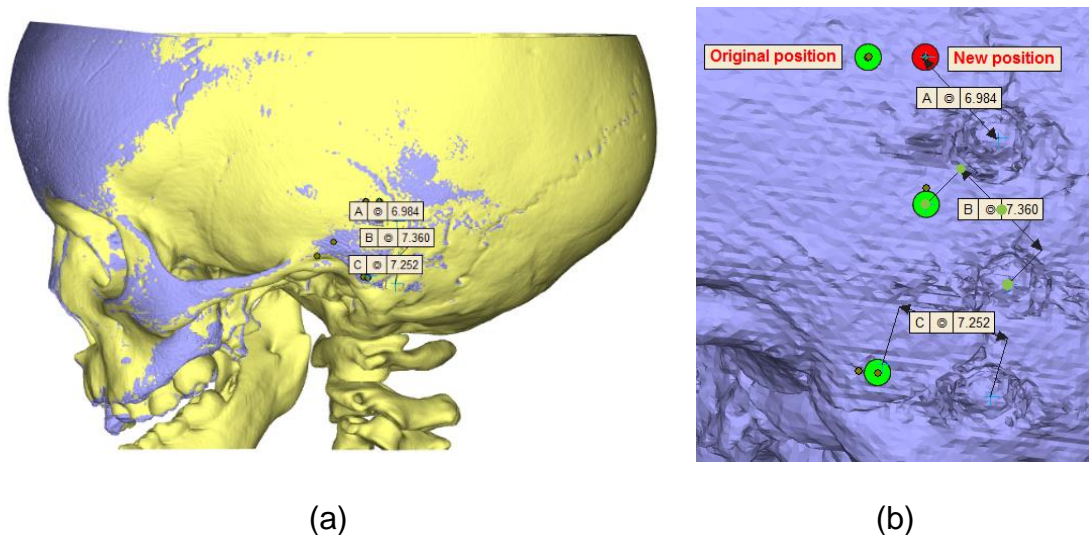 A ◎ 6.984
B ◎ 7.360
C ◎ 7.252
(a)
Original position
New position
A ◎ 6.984
B ◎ 7.360
C ◎ 7.252
(b)